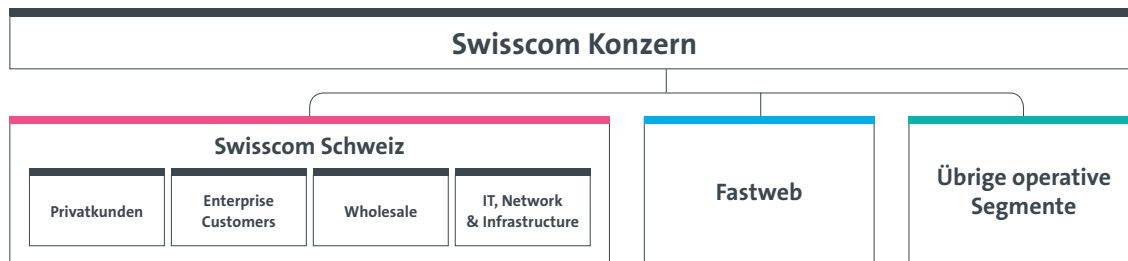 Swisscom Konzern
Swisscom Schweiz
Privatkunden
Enterprise
Customers
Wholesale
IT, Network
& Infrastructure
Fastweb
Übrige operative
Segmente